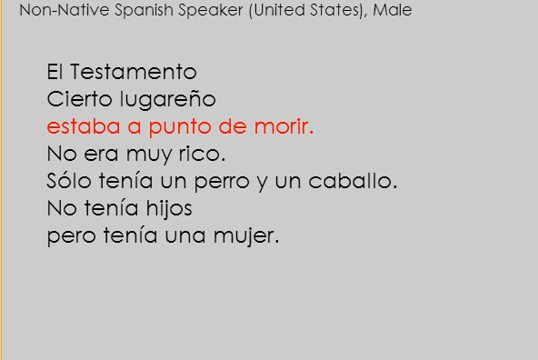 Non-Native Spanish Speaker (United States), Male
El Testamento
Cierto lugareño
estaba a punto de morir.
No era muy rico.
Sólo tenía un perro y un caballo.
No tenía hijos
pero tenía una mujer.